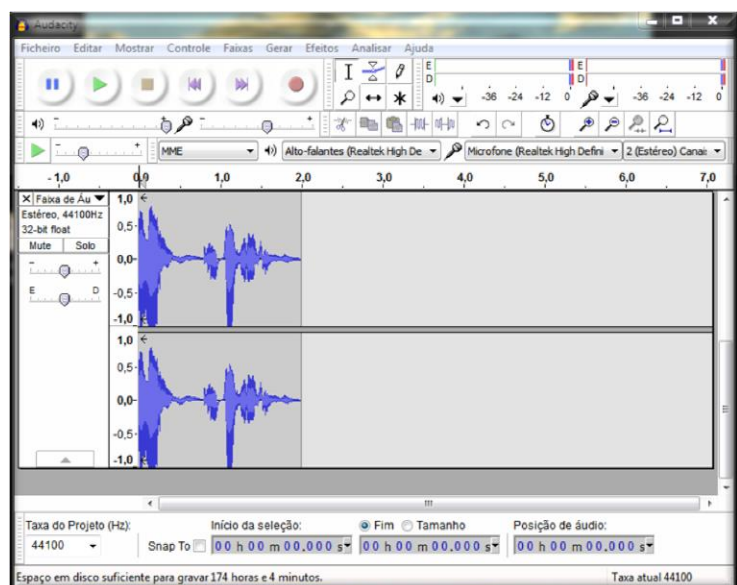 Audacity
Ficheiro Editar Mostrar Controle Faixas Gerar Efeitos Analisar Ajuda
E
D
-36 -24 -12 0
E
D
-36 -24 -12 0
MME
Alto-falantes (Realtek High De
Microfone (Realtek High Defini
2 (Estéreo) Canais
- 1,0 0,0 1,0 2,0 3,0 4,0 5,0 6,0 7,0
X Faixa de Áu
Estéreo, 44100Hz
32-bit float
Mute Solo
- +
E D
1,0
0,5-
0,0-
-0,5-
-1,0
1,0
0,5-
0,0-
-0,5-
-1,0
Taxa do Projeto (Hz): Início da seleção: Fim Tamanho Posição de áudio:
44100 Snap To 00 h 00 m 00.000 s 00 h 00 m 00.000 s 00 h 00 m 00.000 s
Espaço em disco suficiente para gravar 174 horas e 4 minutos. Taxa atual 44100